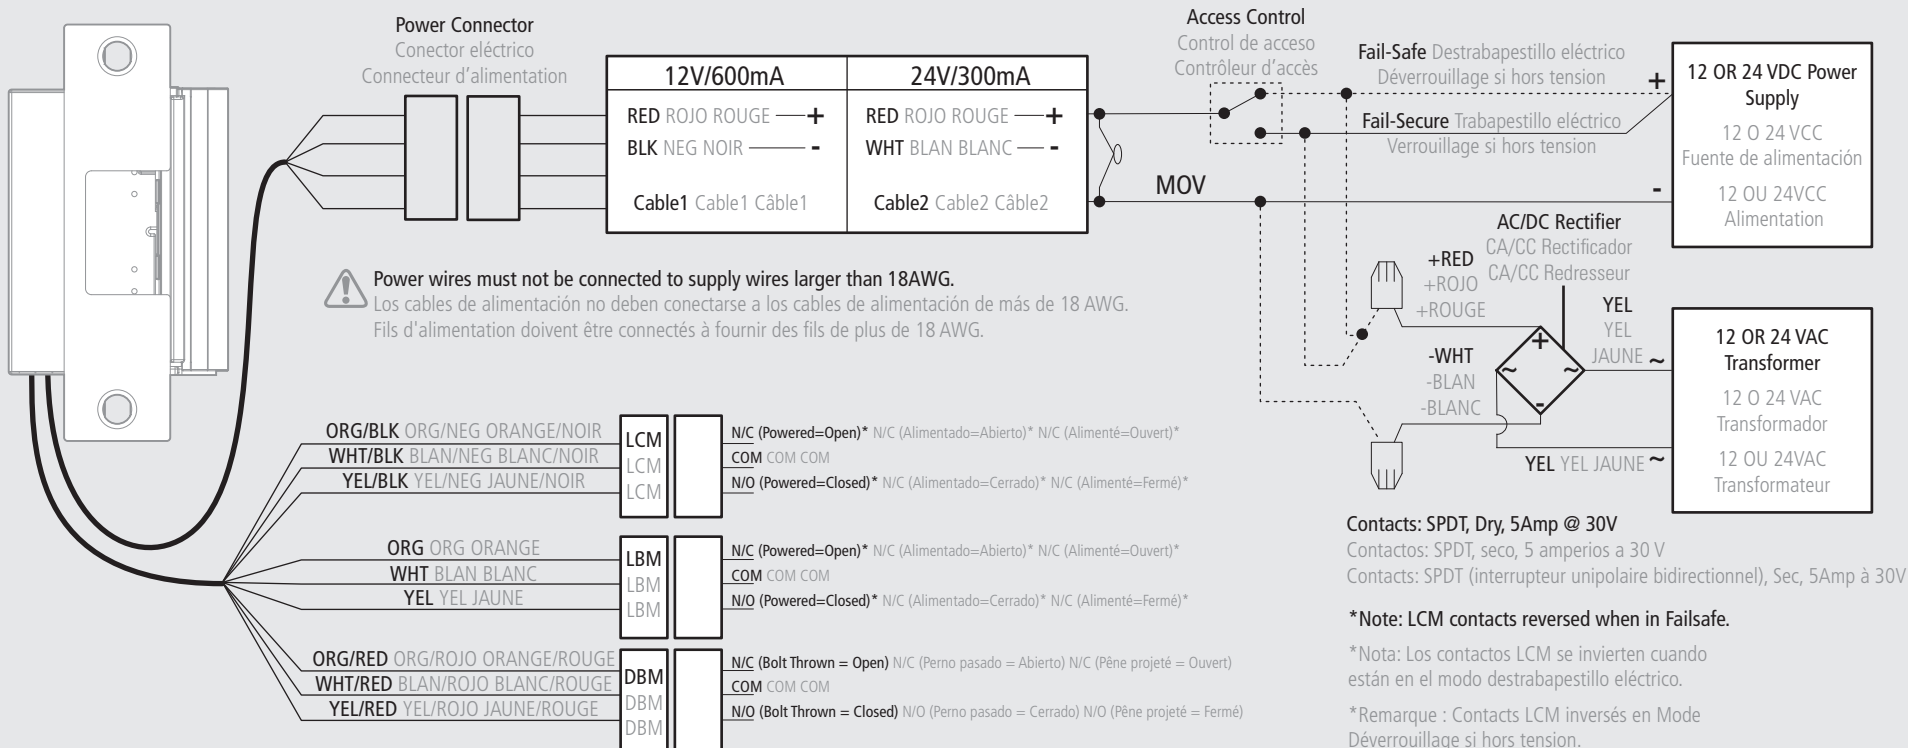 Power Connector
Conector eléctrico
Connecteur d'alimentation
12V/600mA
RED ROJO ROUGE +
BLK NEG NOIR -
Cable1 Cable1 Câble1
24V/300mA
RED ROJO ROUGE +
WHT BLAN BLANC -
Cable2 Cable2 Câble2
Access Control
Control de acceso
Contrôleur d'accès
Fail-Safe Destrabapestillo eléctrico
Déverrouillage si hors tension
Fail-Secure Trabapestillo eléctrico
Verrouillage si hors tension
MOV
+
-
12 OR 24 VDC Power
Supply
12 O 24 VCC
Fuente de alimentación
12 OU 24VCC
Alimentation
Power wires must not be connected to supply wires larger than 18AWG.
Los cables de alimentación no deben conectarse a los cables de alimentación de más de 18 AWG.
Fils d'alimentation doivent être connectés à fournir des fils de plus de 18 AWG.
AC/DC Rectifier
CA/CC Rectificador
CA/CC Redresseur
+RED
+ROJO
+ROUGE
-WHT
-BLAN
-BLANC
+
~ ~
-
YEL
YEL
JAUNE ~
YEL YEL JAUNE ~
12 OR 24 VAC
Transformer
12 O 24 VAC
Transformador
12 OU 24VAC
Transformateur
ORG/BLK ORG/NEG ORANGE/NOIR
WHT/BLK BLAN/NEG BLANC/NOIR
YEL/BLK YEL/NEG JAUNE/NOIR
LCM
LCM
LCM
N/C (Powered=Open)* N/C (Alimentado=Abierto)* N/C (Alimenté=Ouvert)*
COM COM COM
N/O (Powered=Closed)* N/C (Alimentado=Cerrado)* N/C (Alimenté=Fermé)*
ORG ORG ORANGE
WHT BLAN BLANC
YEL YEL JAUNE
LBM
LBM
LBM
N/C (Powered=Open)* N/C (Alimentado=Abierto)* N/C (Alimenté=Ouvert)*
COM COM COM
N/O (Powered=Closed)* N/C (Alimentado=Cerrado)* N/C (Alimenté=Fermé)*
ORG/RED ORG/ROJO ORANGE/ROUGE
WHT/RED BLAN/ROJO BLANC/ROUGE
YEL/RED YEL/ROJO JAUNE/ROUGE
DBM
DBM
DBM
N/C (Bolt Thrown = Open) N/C (Perno pasado = Abierto) N/C (Pêne projeté = Ouvert)
COM COM COM
N/O (Bolt Thrown = Closed) N/O (Perno pasado = Cerrado) N/O (Pêne projeté = Fermé)
Contacts: SPDT, Dry, 5Amp @ 30V
Contactos: SPDT, seco, 5 amperios a 30 V
Contacts: SPDT (interrupteur unipolaire bidirectionnel), Sec, 5Amp à 30V
*Note: LCM contacts reversed when in Failsafe.
*Nota: Los contactos LCM se invierten cuando
están en el modo destrabapestillo eléctrico.
*Remarque : Contacts LCM inversés en Mode
Déverrouillage si hors tension.